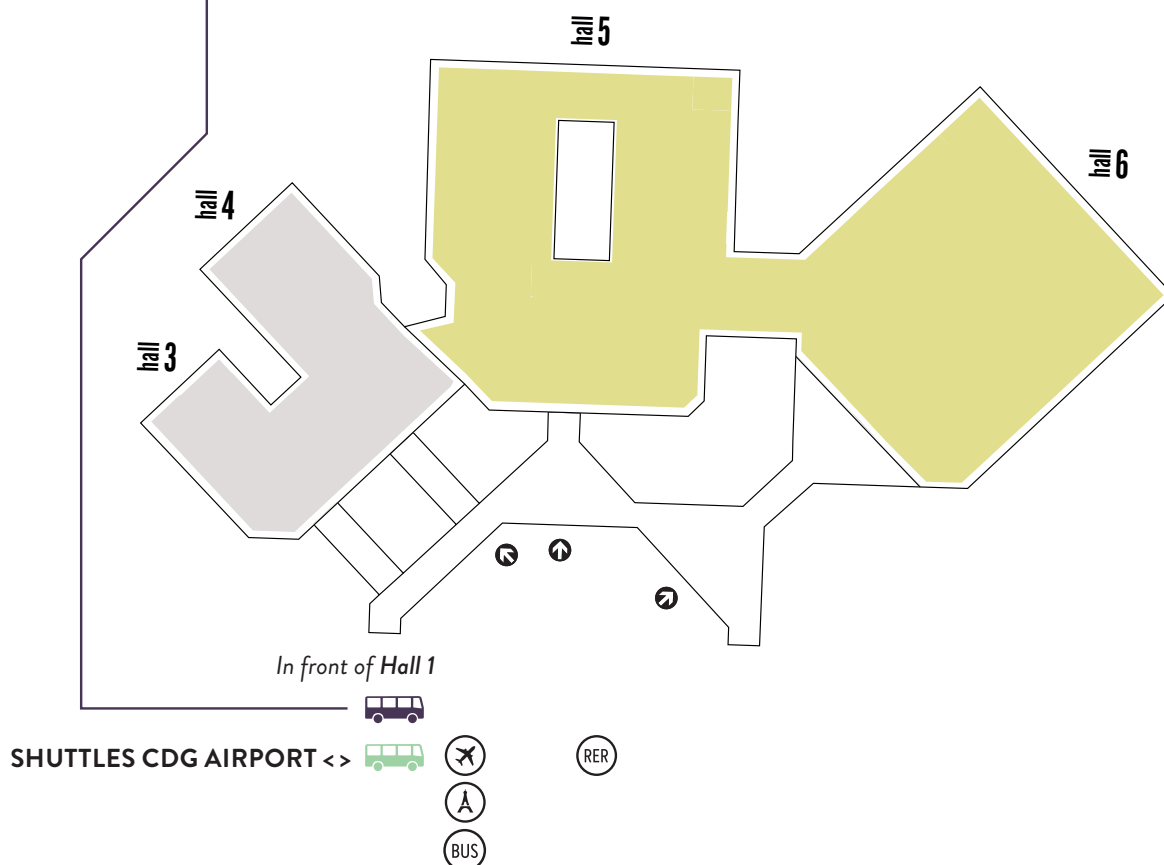 hall 5
hall 6
hall 4
hall 3
In front of Hall 1
SHUTTLES CDG AIRPORT < >
RER
BUS